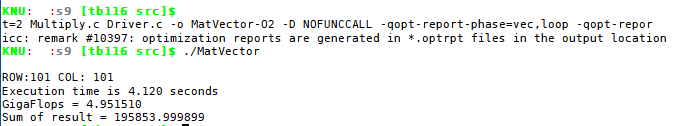 KNU:  :s9 [tb116 src]$
t=2 Multiply.c Driver.c -o MatVector-O2 -D NOFUNCCALL -qopt-report-phase=vec,loop -qopt-repor
icc: remark #10397: optimization reports are generated in *.optrpt files in the output location
KNU:  :s9 [tb116 src]$ ./MatVector
ROW:101 COL: 101
Execution time is 4.120 seconds
GigaFlops = 4.951510
Sum of result = 195853.999899